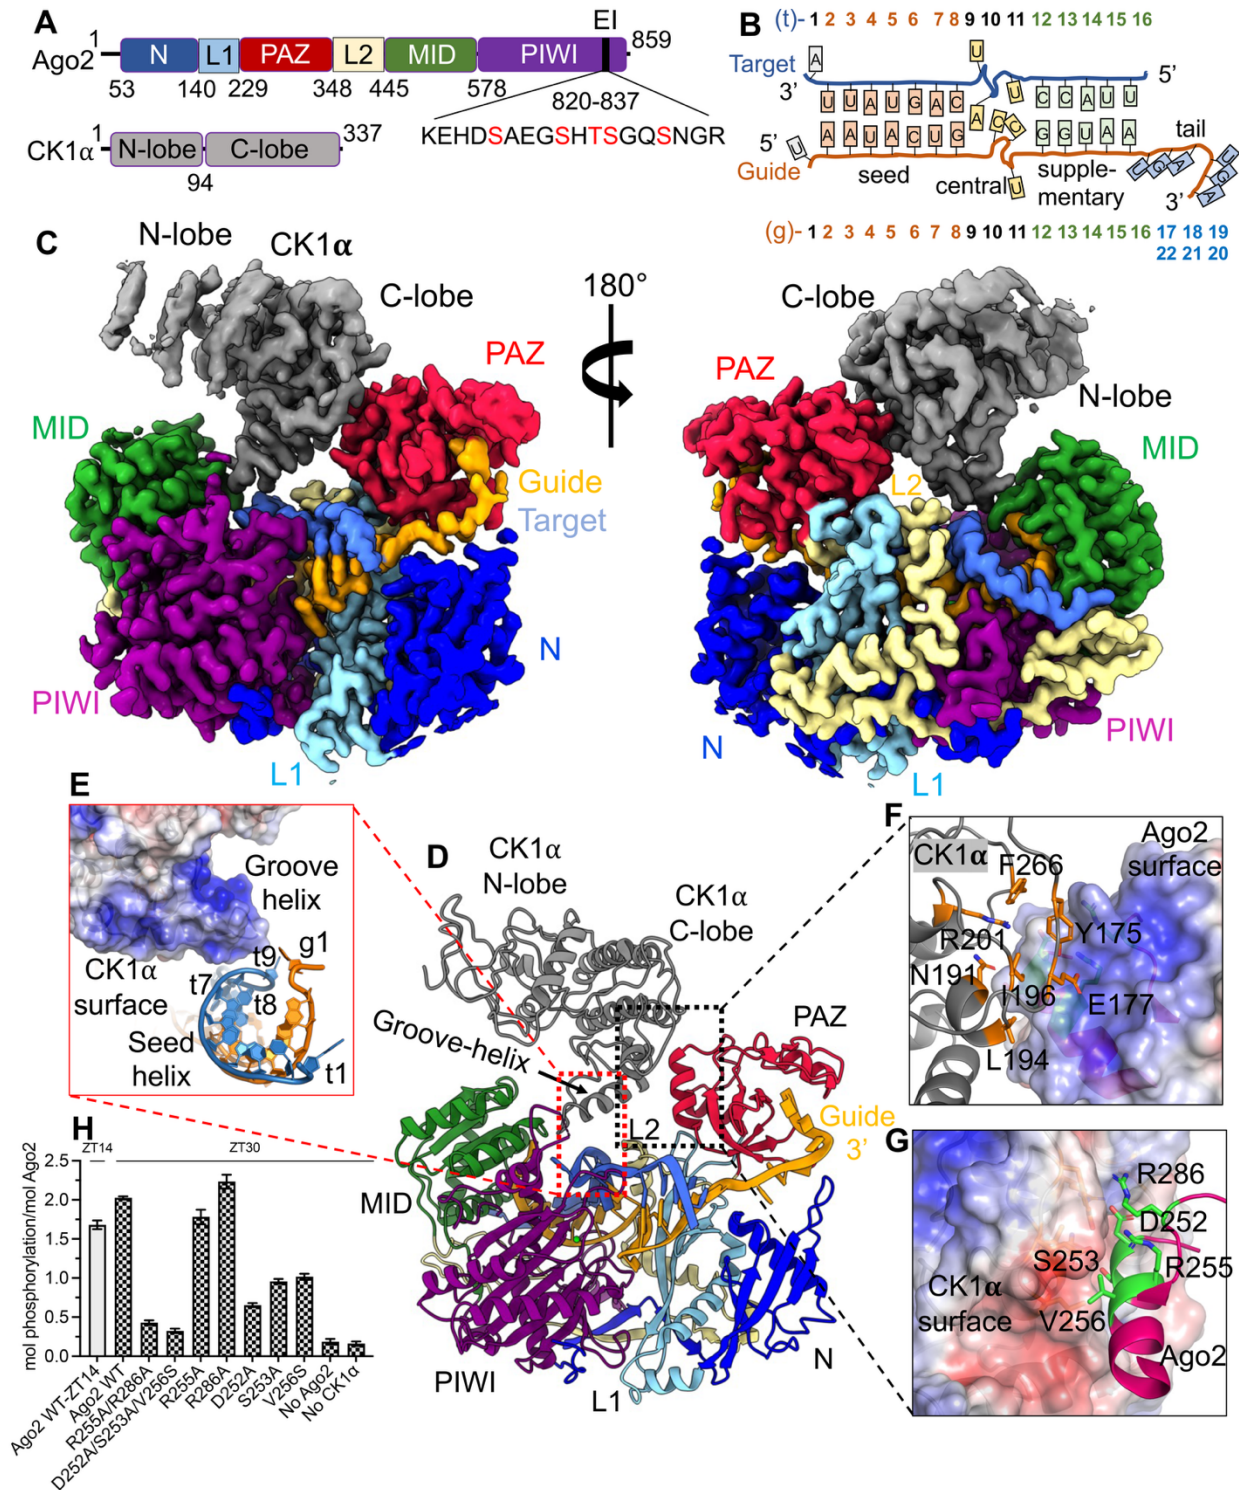 A
Ago2
1
N
L1
PAZ
L2
MID
PIWI
EI
859
53
140
229
348
445
578
820-837
KEHDSAEGSHTSGQSNGR
CK1α
1
N-lobe
C-lobe
337
94
B
(t)- 1 2 3 4 5 6 7 8 9 10 11 12 13 14 15 16
Target
3’
5’
A
U U A U G A C
U
U
C C A U U
5’
U
A A U A C U G
A C C
U
G G U A A
tail
U G A
U G A
Guide
seed
central
supple-
mentary
3’
(g)- 1 2 3 4 5 6 7 8 9 10 11 12 13 14 15 16 17 18 19
22 21 20
C
N-lobe
CK1α
C-lobe
180°
C-lobe
PAZ
PAZ
N-lobe
MID
MID
L2
Guide
Target
N
PIWI
PIWI
N
L1
L1
E
Groove
helix
CK1α
surface
t9
g1
t7
t8
Seed
helix
t1
D
CK1α
N-lobe
CK1α
C-lobe
Groove-helix
PAZ
L2
Guide
3’
MID
PIWI
N
L1
F
CK1α
Ago2
surface
F266
R201
Y175
N191
I196
E177
L194
G
R286
D252
S253
R255
CK1α
surface
V256
Ago2
H
ZT14
ZT30
mol phosphorylation/mol Ago2
2.5
2.0
1.5
1.0
0.5
0.0
Ago2 WT-ZT14
Ago2 WT
R255A/R286A
D252A/S253A/V256S
R255A
R286A
D252A
S253A
V256S
No Ago2
No CK1α